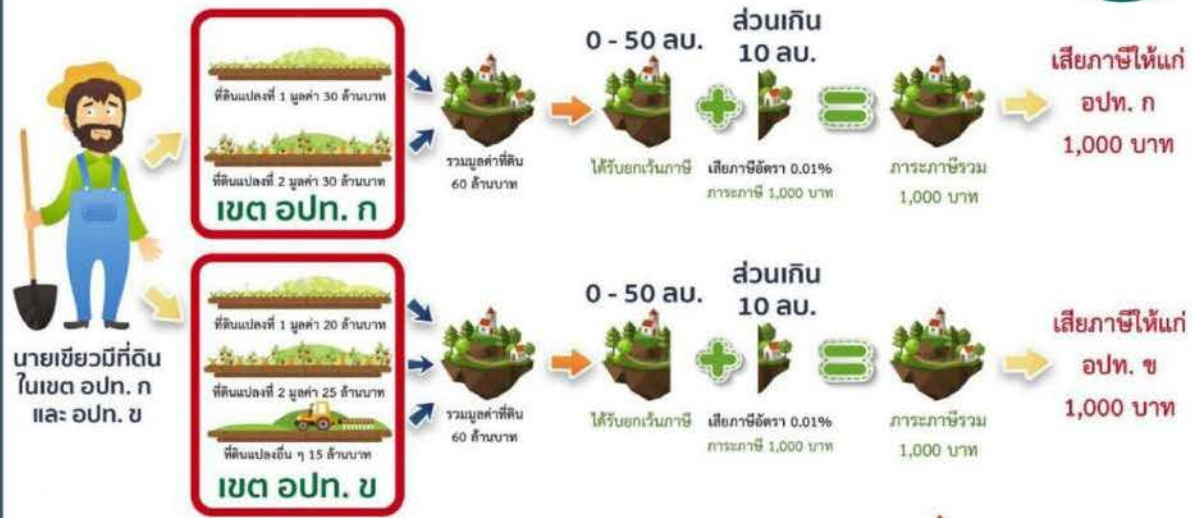 0 - 50 ลบ.
ส่วนเกิน
10 ลบ.
เสียภาษีให้แก่
อปท. ก
1,000 บาท
ที่ดินแปลงที่ 1 มูลค่า 30 ล้านบาท
ที่ดินแปลงที่ 2 มูลค่า 30 ล้านบาท
เขต อปท. ก
รวมมูลค่าที่ดิน
60 ล้านบาท
ได้รับยกเว้นภาษี
เสียภาษีอัตรา 0.01%
ภาระภาษี 1,000 บาท
ภาระภาษีรวม
1,000 บาท
นายเขียวมีที่ดิน
ในเขต อปท. ก
และ อปท. ข
0 - 50 ลบ.
ส่วนเกิน
10 ลบ.
เสียภาษีให้แก่
อปท. ข
1,000 บาท
ที่ดินแปลงที่ 1 มูลค่า 20 ล้านบาท
ที่ดินแปลงที่ 2 มูลค่า 25 ล้านบาท
ที่ดินแปลงอื่น ๆ 15 ล้านบาท
เขต อปท. ข
รวมมูลค่าที่ดิน
60 ล้านบาท
ได้รับยกเว้นภาษี
เสียภาษีอัตรา 0.01%
ภาระภาษี 1,000 บาท
ภาระภาษีรวม
1,000 บาท